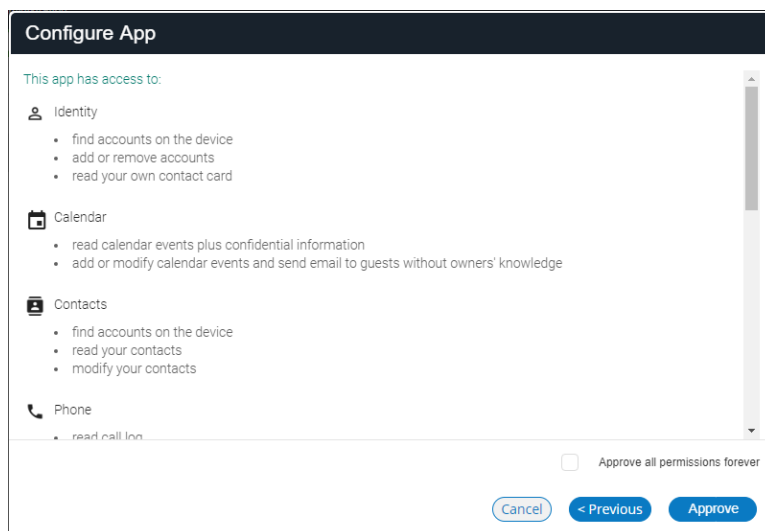 Configure App
This app has access to:
Identity
find accounts on the device
add or remove accounts
read your own contact card
Calendar
read calendar events plus confidential information
add or modify calendar events and send email to guests without owners' knowledge
Contacts
find accounts on the device
read your contacts
modify your contacts
Phone
read call log
Approve all permissions forever
Cancel
< Previous
Approve